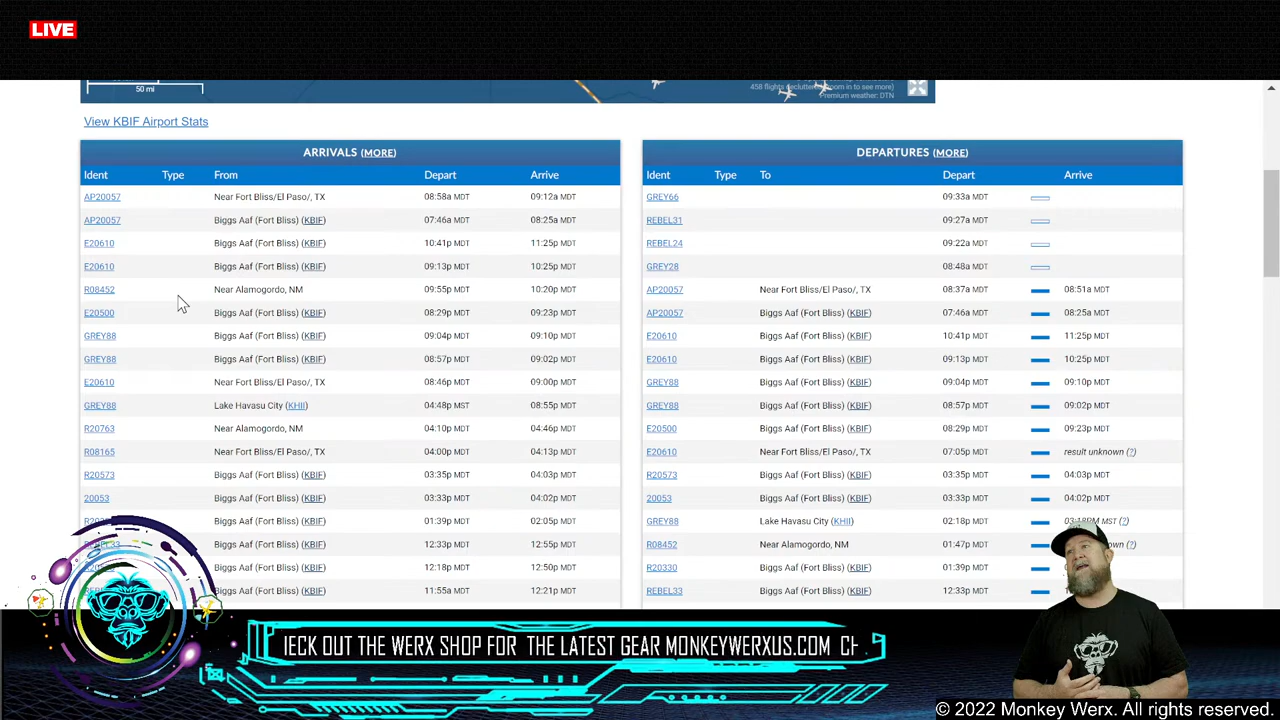 LIVE
50 mi
458 flights decluttered (zoom in to see more)
Premium weather: DTN
View KBIF Airport Stats
ARRIVALS (MORE)
Ident Type From Depart Arrive
AP20057 Near Fort Bliss/El Paso/, TX 08:58a MDT 09:12a MDT
AP20057 Biggs Aaf (Fort Bliss) (KBIF) 07:46a MDT 08:25a MDT
E20610 Biggs Aaf (Fort Bliss) (KBIF) 10:41p MDT 11:25p MDT
E20610 Biggs Aaf (Fort Bliss) (KBIF) 09:13p MDT 10:25p MDT
R08452 Near Alamogordo, NM 09:55p MDT 10:20p MDT
E20500 Biggs Aaf (Fort Bliss) (KBIF) 08:29p MDT 09:23p MDT
GREY88 Biggs Aaf (Fort Bliss) (KBIF) 09:04p MDT 09:10p MDT
GREY88 Biggs Aaf (Fort Bliss) (KBIF) 08:57p MDT 09:02p MDT
E20610 Near Fort Bliss/El Paso/, TX 08:46p MDT 09:00p MDT
GREY88 Lake Havasu City (KHII) 04:48p MST 08:55p MDT
R20763 Near Alamogordo, NM 04:10p MDT 04:46p MDT
R08165 Near Fort Bliss/El Paso/, TX 04:00p MDT 04:13p MDT
R20573 Biggs Aaf (Fort Bliss) (KBIF) 03:35p MDT 04:03p MDT
20053 Biggs Aaf (Fort Bliss) (KBIF) 03:33p MDT 04:02p MDT
Biggs Aaf (Fort Bliss) (KBIF) 01:39p MDT 02:05p MDT
Biggs Aaf (Fort Bliss) (KBIF) 12:33p MDT 12:55p MDT
Biggs Aaf (Fort Bliss) (KBIF) 12:18p MDT 12:50p MDT
Biggs Aaf (Fort Bliss) (KBIF) 11:55a MDT 12:21p MDT
DEPARTURES (MORE)
Ident Type To Depart Arrive
GREY66 09:33a MDT
REBEL31 09:27a MDT
REBEL24 09:22a MDT
GREY28 08:48a MDT
AP20057 Near Fort Bliss/El Paso/, TX 08:37a MDT 08:51a MDT
AP20057 Biggs Aaf (Fort Bliss) (KBIF) 07:46a MDT 08:25a MDT
E20610 Biggs Aaf (Fort Bliss) (KBIF) 10:41p MDT 11:25p MDT
E20610 Biggs Aaf (Fort Bliss) (KBIF) 09:13p MDT 10:25p MDT
GREY88 Biggs Aaf (Fort Bliss) (KBIF) 09:04p MDT 09:10p MDT
GREY88 Biggs Aaf (Fort Bliss) (KBIF) 08:57p MDT 09:02p MDT
E20500 Biggs Aaf (Fort Bliss) (KBIF) 08:29p MDT 09:23p MDT
E20610 Near Fort Bliss/El Paso/, TX 07:05p MDT result unknown (?)
R20573 Biggs Aaf (Fort Bliss) (KBIF) 03:35p MDT 04:03p MDT
20053 Biggs Aaf (Fort Bliss) (KBIF) 03:33p MDT 04:02p MDT
GREY88 Lake Havasu City (KHII) 02:18p MDT MST (?)
R08452 Near Alamogordo, NM 01:47p MDT (?)
R20330 Biggs Aaf (Fort Bliss) (KBIF) 01:39p MDT
REBEL33 Biggs Aaf (Fort Bliss) (KBIF) 12:33p MDT
IECK OUT THE WERX SHOP FOR THE LATEST GEAR MONKEYWERXUS.COM CH
© 2022 Monkey Werx. All rights reserved.